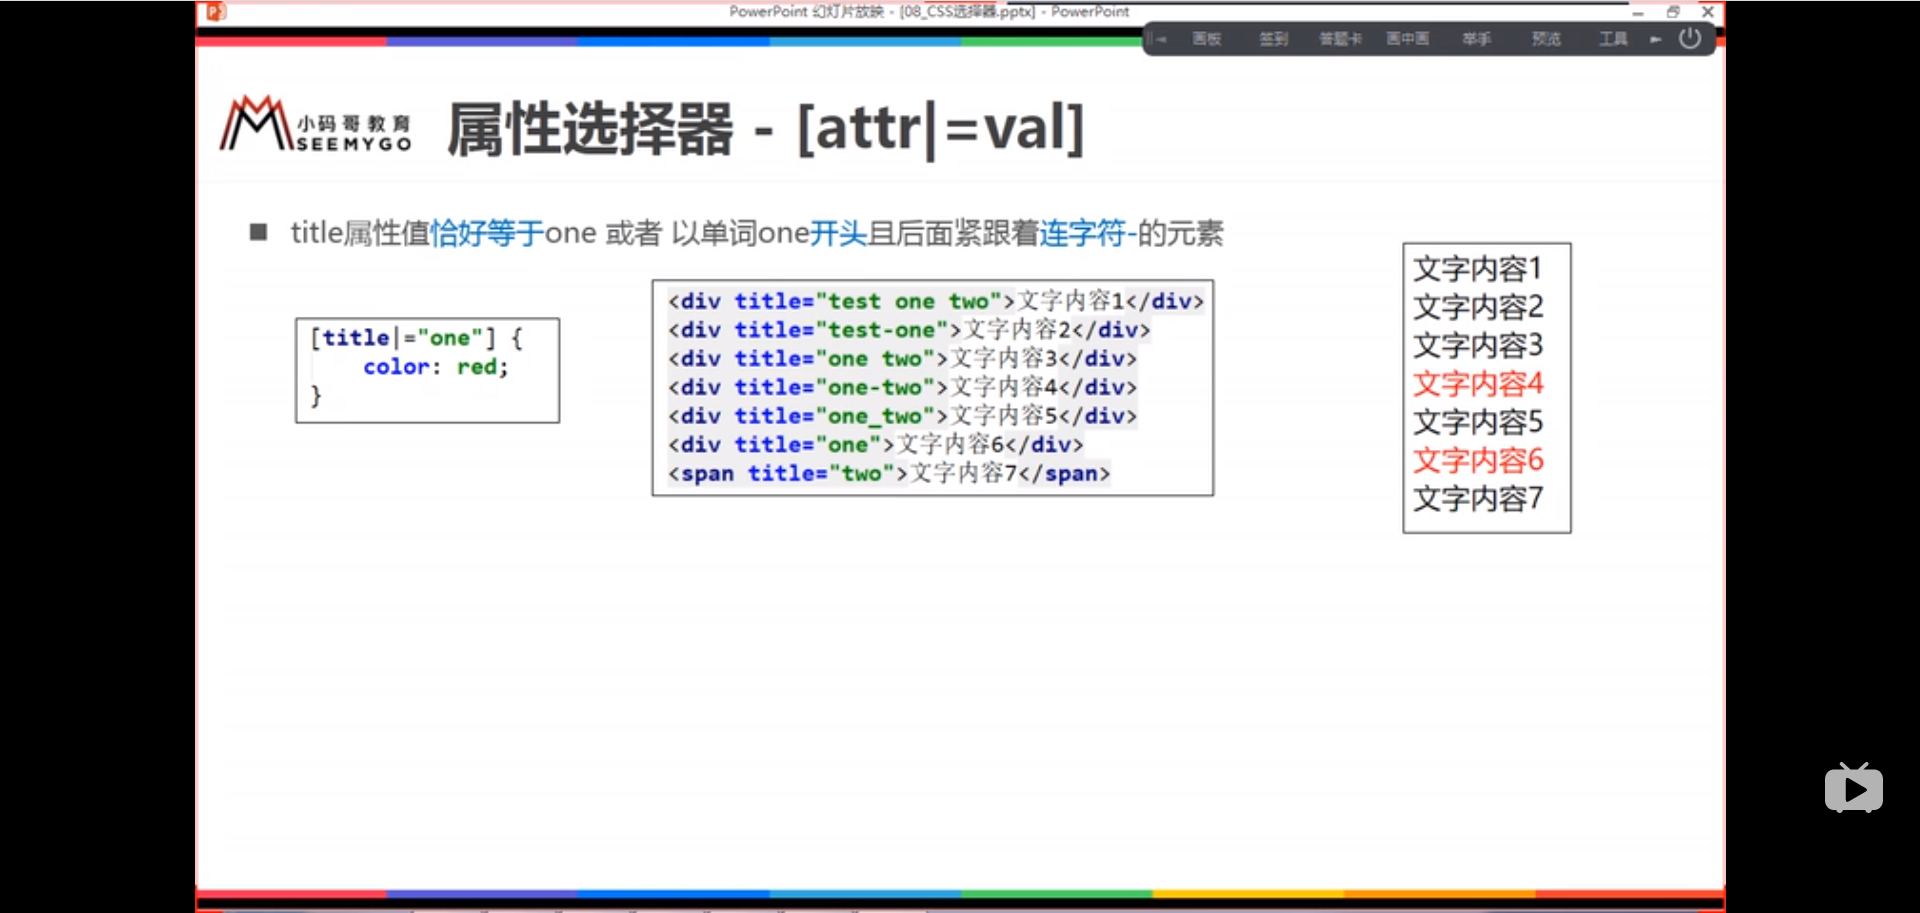 PowerPoint 幻灯片放映 - [08_CSS选择器.pptx] - PowerPoint
画板 签到 答题卡 画中画 举手 预览 工具
小码哥教育
SEEMYGO
属性选择器 - [attr|=val]
title属性值恰好等于one 或者 以单词one开头且后面紧跟着连字符-的元素
[title|="one"] {
color: red;
}
<div title="test one two">文字内容1</div>
<div title="test-one">文字内容2</div>
<div title="one two">文字内容3</div>
<div title="one-two">文字内容4</div>
<div title="one_two">文字内容5</div>
<div title="one">文字内容6</div>
<span title="two">文字内容7</span>
文字内容1
文字内容2
文字内容3
文字内容4
文字内容5
文字内容6
文字内容7